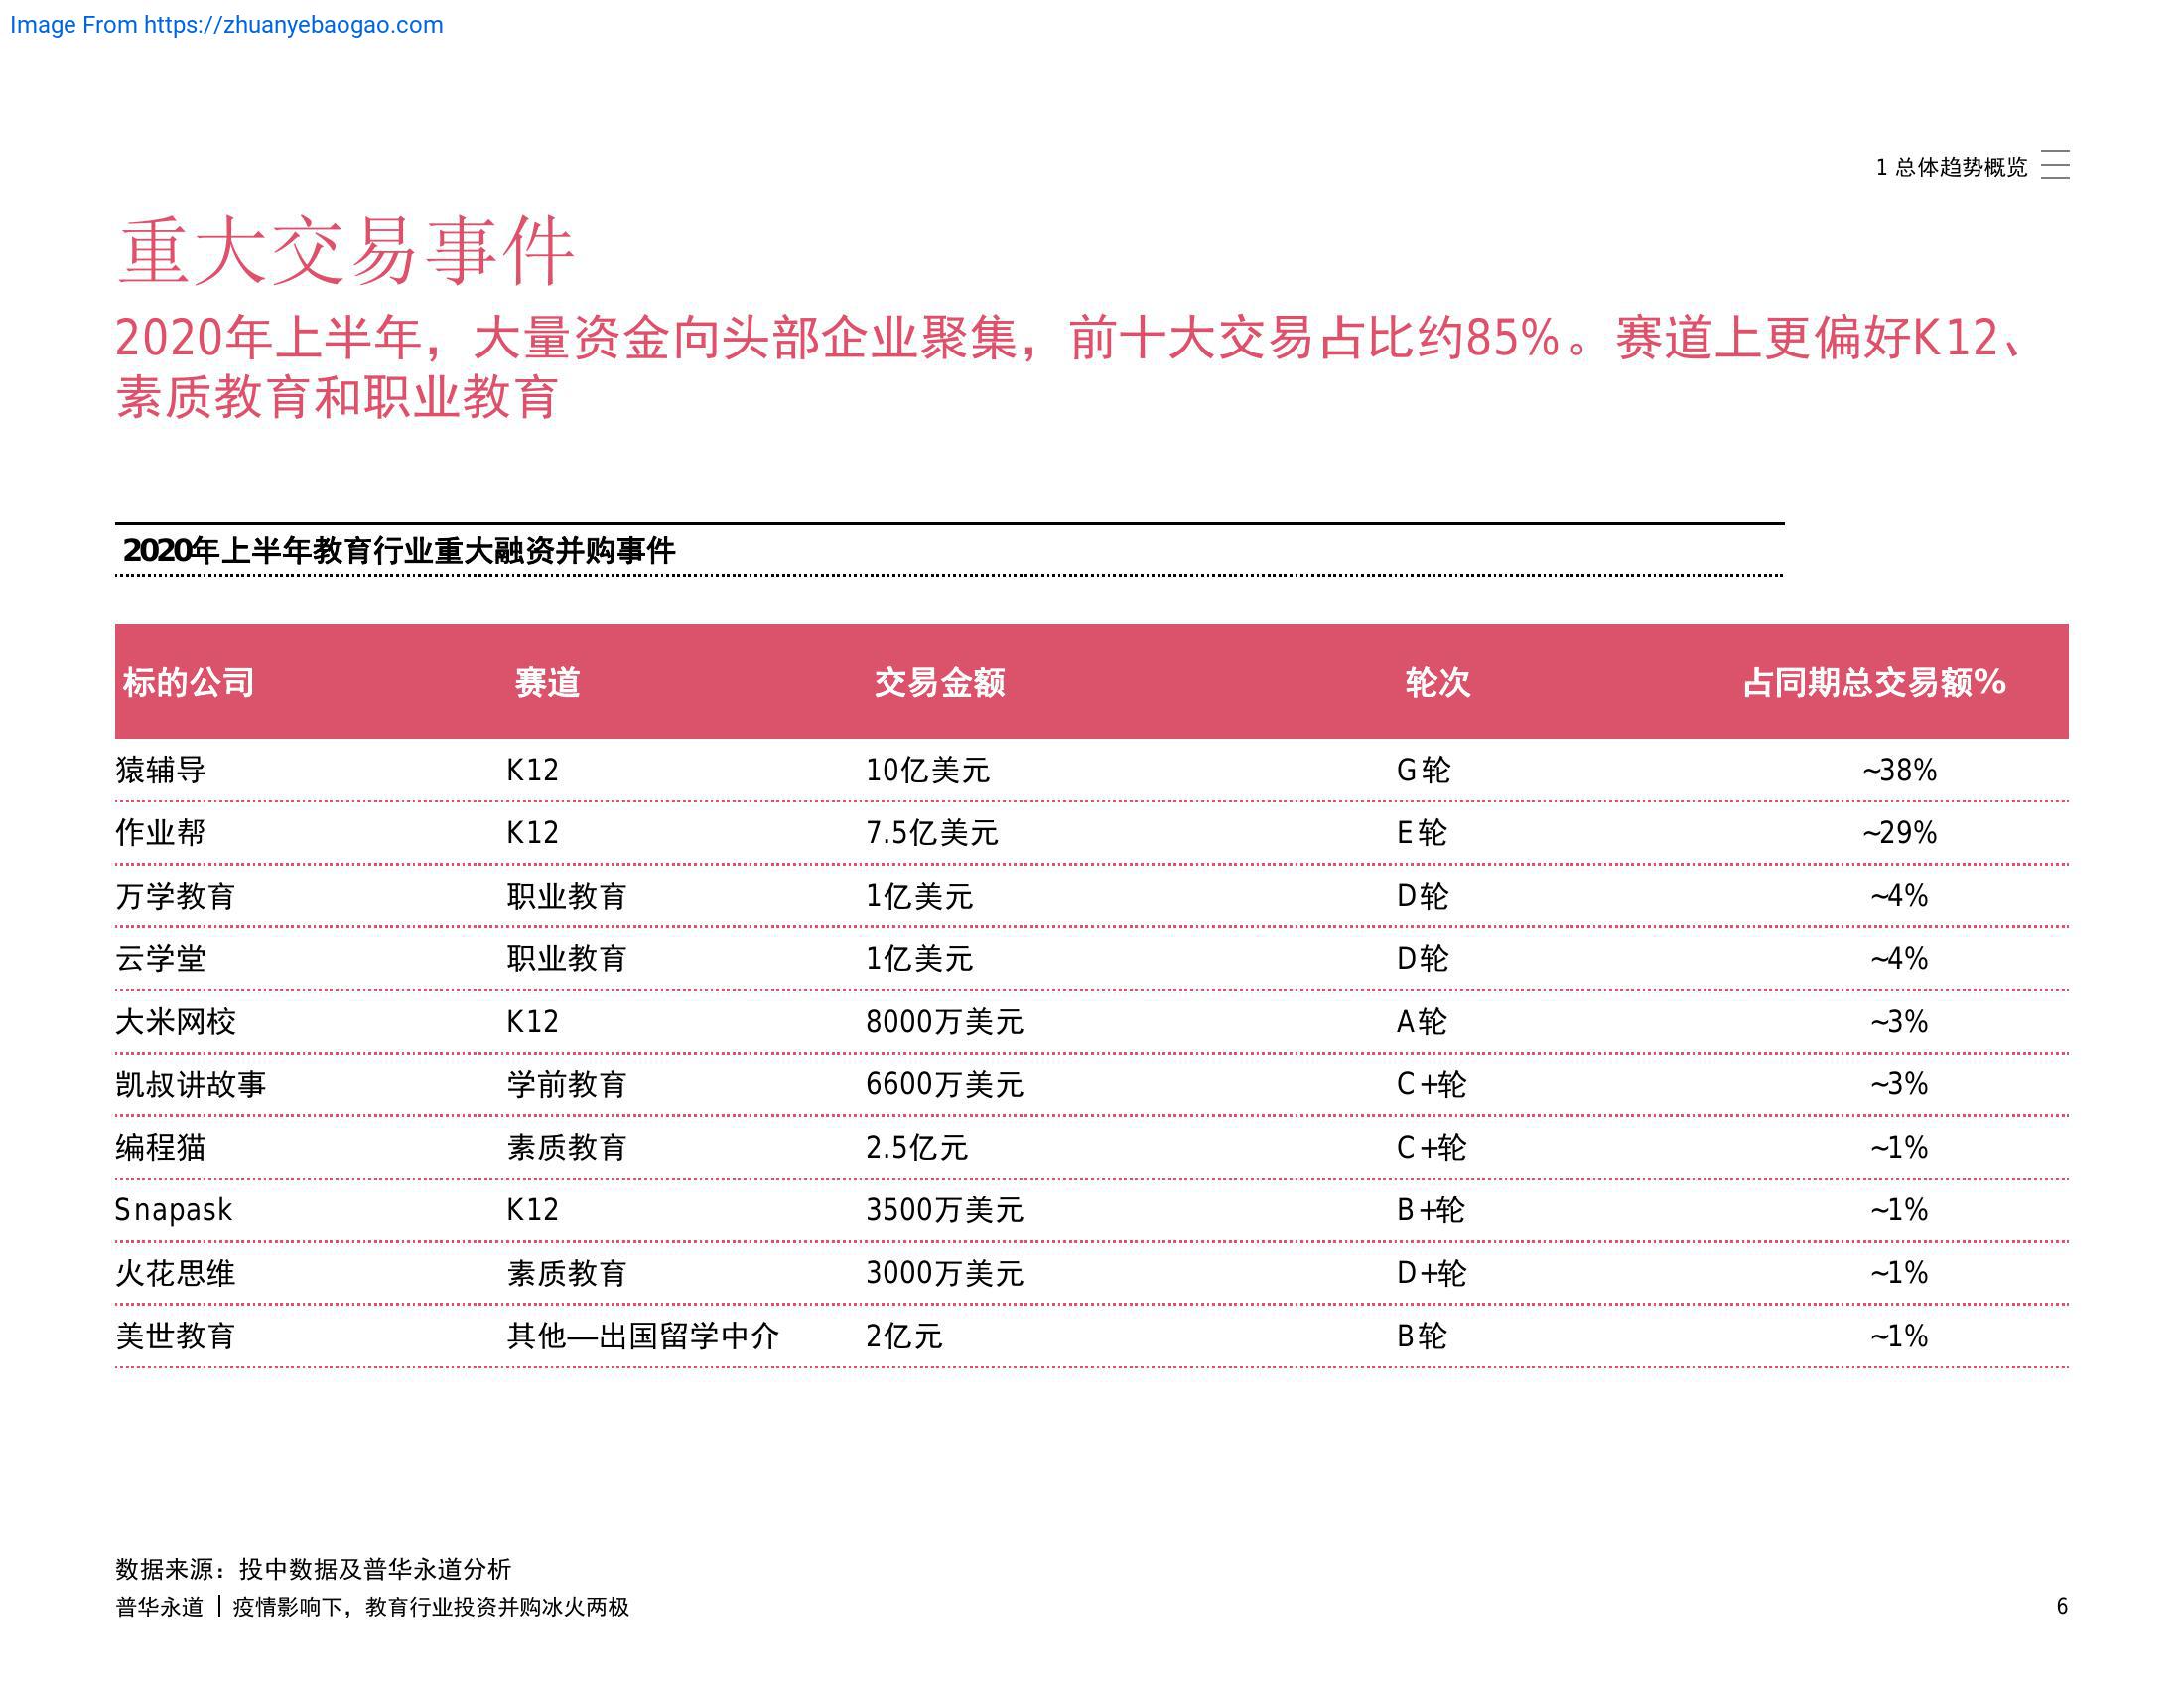 Image From https://zhuanyebaogao.com
1 总体趋势概览
重大交易事件
2020年上半年，大量资金向头部企业聚集，前十大交易占比约85%。赛道上更偏好K12、
素质教育和职业教育
2020年上半年教育行业重大融资并购事件
标的公司 赛道 交易金额 轮次 占同期总交易额%
猿辅导 K12 10亿美元 G轮 ~38%
作业帮 K12 7.5亿美元 E轮 ~29%
万学教育 职业教育 1亿美元 D轮 ~4%
云学堂 职业教育 1亿美元 D轮 ~4%
大米网校 K12 8000万美元 A轮 ~3%
凯叔讲故事 学前教育 6600万美元 C+轮 ~3%
编程猫 素质教育 2.5亿元 C+轮 ~1%
Snapask K12 3500万美元 B+轮 ~1%
火花思维 素质教育 3000万美元 D+轮 ~1%
美世教育 其他—出国留学中介 2亿元 B轮 ~1%
数据来源：投中数据及普华永道分析
普华永道 | 疫情影响下，教育行业投资并购冰火两极
6